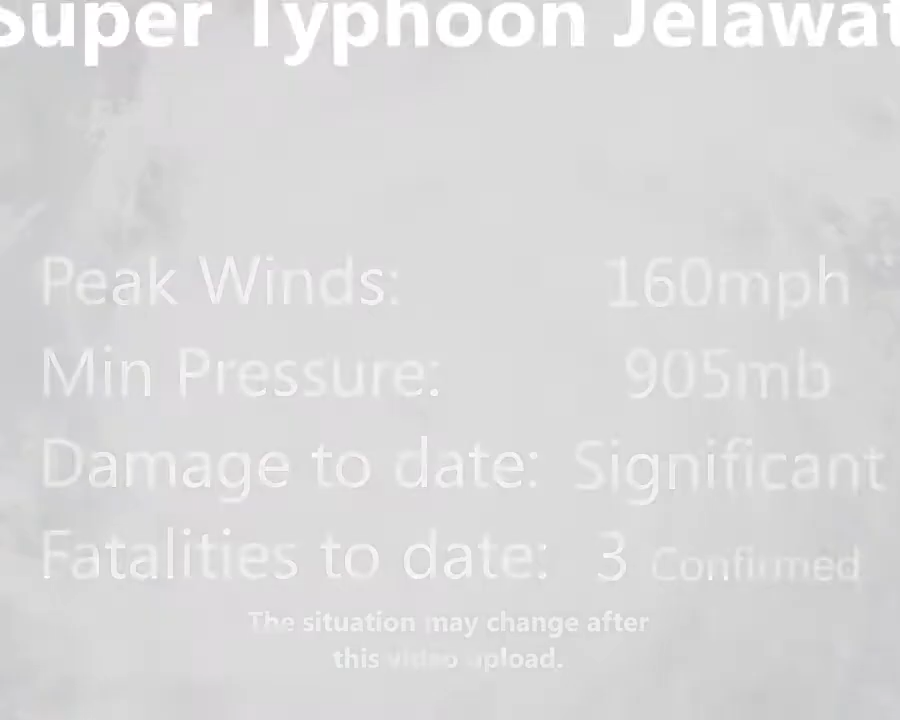 Super Typhoon Jelawat
Peak Winds: 160mph
Min Pressure: 905mb
Damage to date: Significant
Fatalities to date: 3 Confirmed
The situation may change after
this video upload.